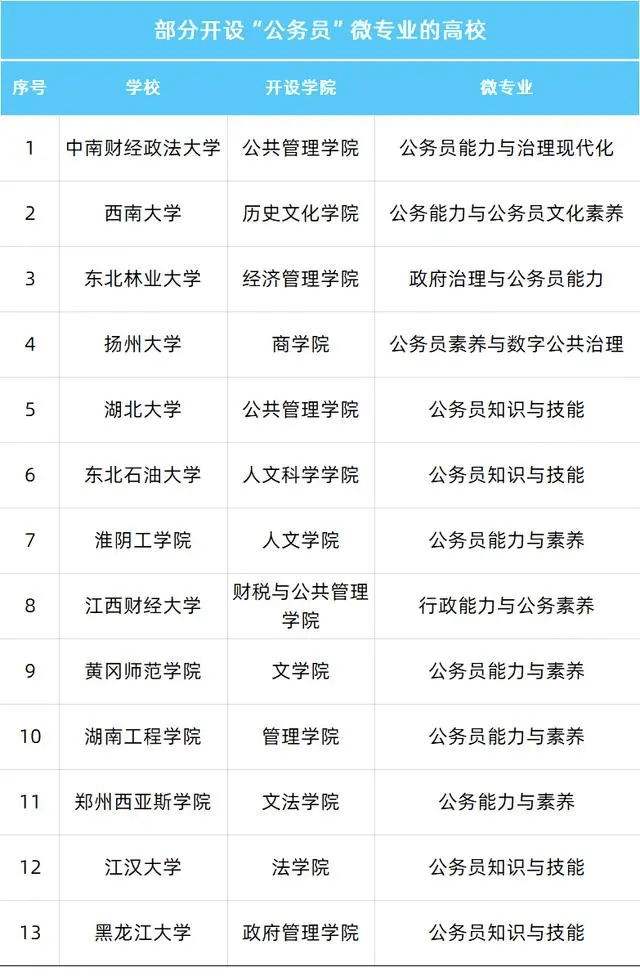 部分开设“公务员”微专业的高校
序号 学校 开设学院 微专业
1 中南财经政法大学 公共管理学院 公务员能力与治理现代化
2 西南大学 历史文化学院 公务能力与公务员文化素养
3 东北林业大学 经济管理学院 政府治理与公务员能力
4 扬州大学 商学院 公务员素养与数字公共治理
5 湖北大学 公共管理学院 公务员知识与技能
6 东北石油大学 人文科学学院 公务员知识与技能
7 淮阴工学院 人文学院 公务员能力与素养
8 江西财经大学 财税与公共管理 行政能力与公务素养
学院
9 黄冈师范学院 文学院 公务员能力与素养
10 湖南工程学院 管理学院 公务员能力与素养
11 郑州西亚斯学院 文法学院 公务能力与素养
12 江汉大学 法学院 公务员知识与技能
13 黑龙江大学 政府管理学院 公务员知识与技能